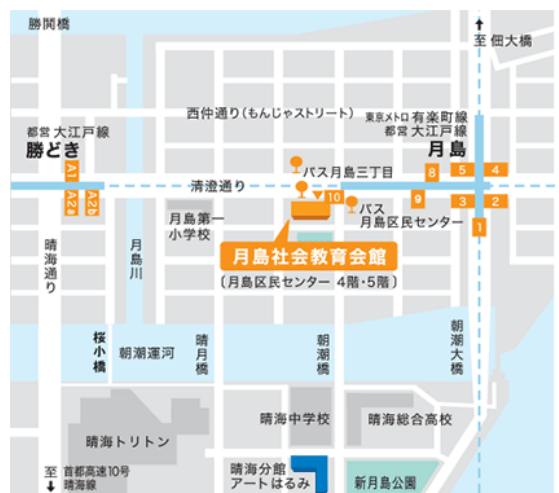 勝鬨橋
至 佃大橋
西仲通り（もんじゃストリート）
東京メトロ 有楽町線
都営 大江戸線
月島
都営 大江戸線
勝どき
A1
A2a
A2b
バス月島三丁目
清澄通り
10
8
5
4
9
3
2
1
バス
月島区民センター
月島第一
小学校
月島社会教育会館
（月島区民センター 4階・5階）
晴海通り
月島川
桜小橋
朝潮運河
晴月橋
朝潮橋
朝潮大橋
晴海中学校
晴海総合高校
晴海トリトン
至 首都高速10号
晴海線
晴海分館
アートはるみ
新月島公園